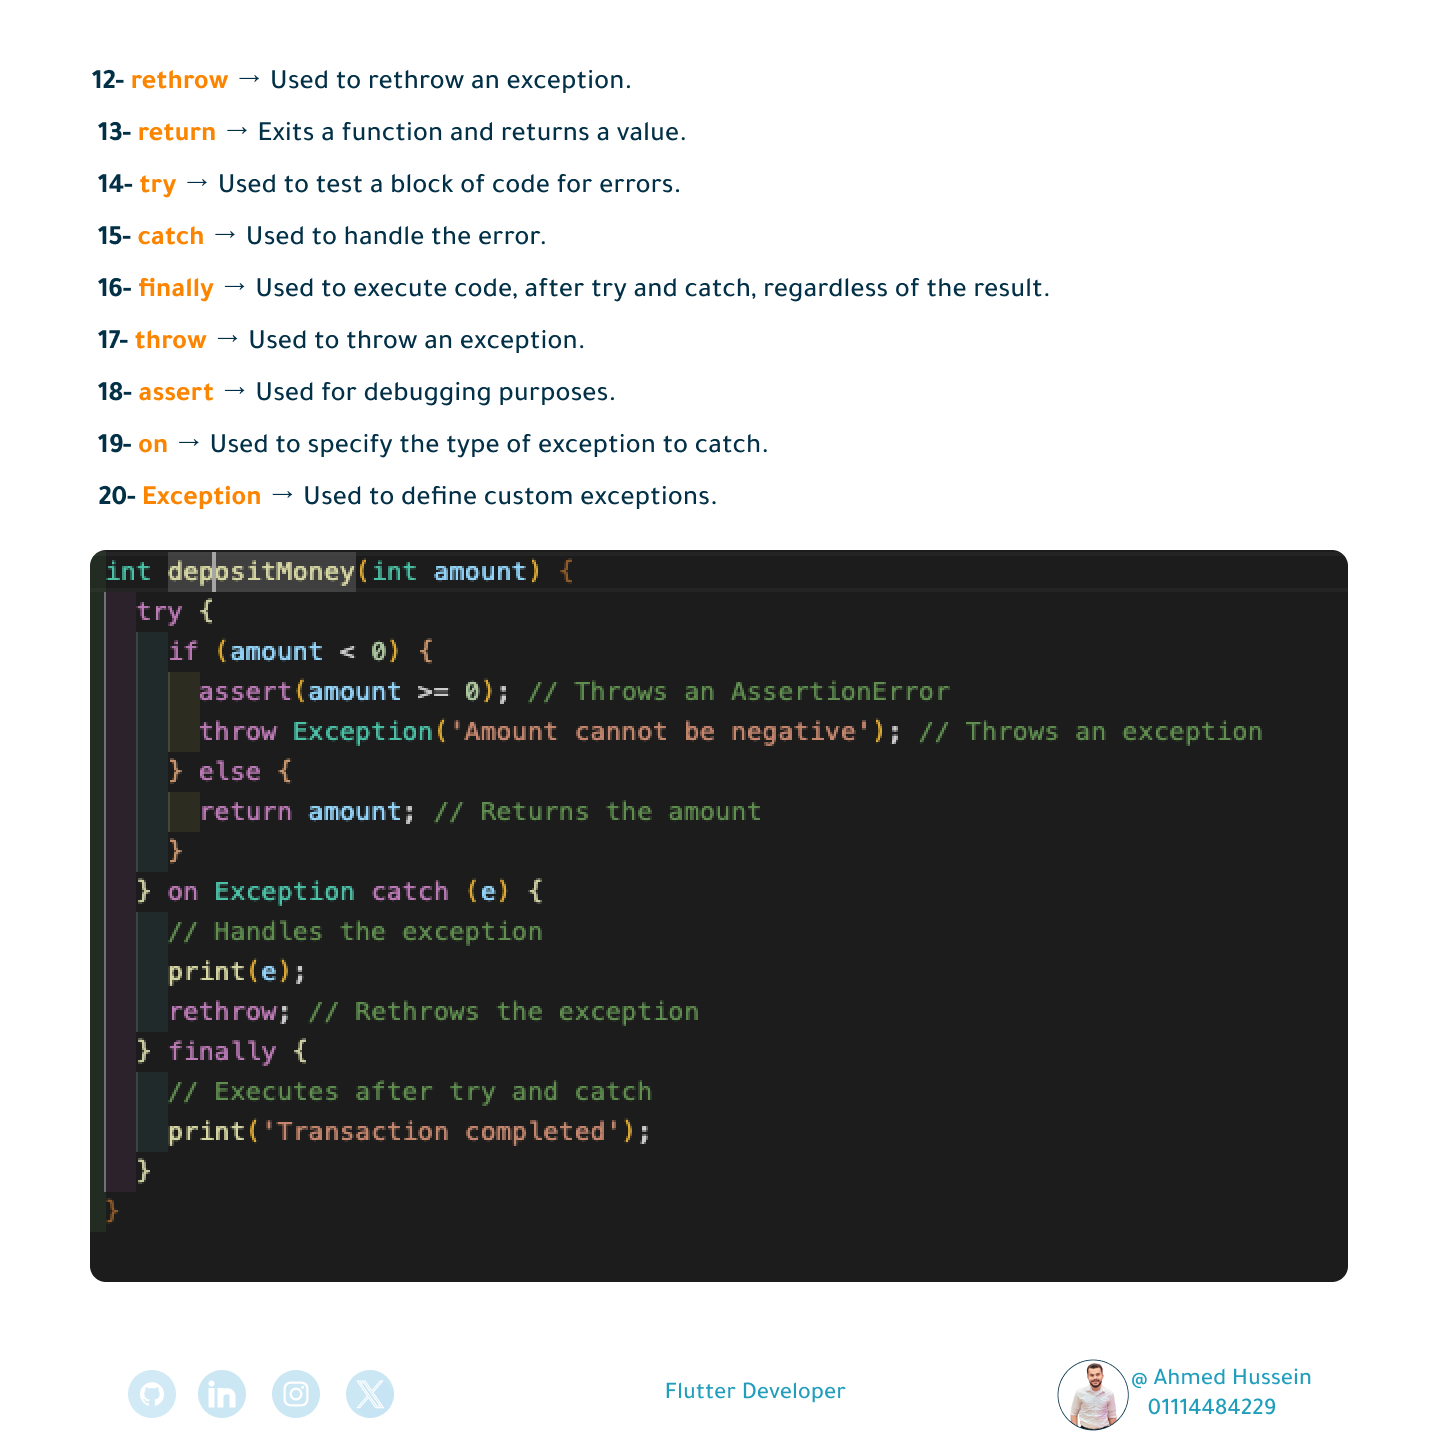 12- rethrow → Used to rethrow an exception.
13- return → Exits a function and returns a value.
14- try → Used to test a block of code for errors.
15- catch → Used to handle the error.
16- finally → Used to execute code, after try and catch, regardless of the result.
17- throw → Used to throw an exception.
18- assert → Used for debugging purposes.
19- on → Used to specify the type of exception to catch.
20- Exception → Used to define custom exceptions.
int depositMoney(int amount) {
  try {
    if (amount < 0) {
      assert(amount >= 0); // Throws an AssertionError
      throw Exception('Amount cannot be negative'); // Throws an exception
    } else {
      return amount; // Returns the amount
    }
  } on Exception catch (e) {
    // Handles the exception
    print(e);
    rethrow; // Rethrows the exception
  } finally {
    // Executes after try and catch
    print('Transaction completed');
  }
}
Flutter Developer
@ Ahmed Hussein
01114484229